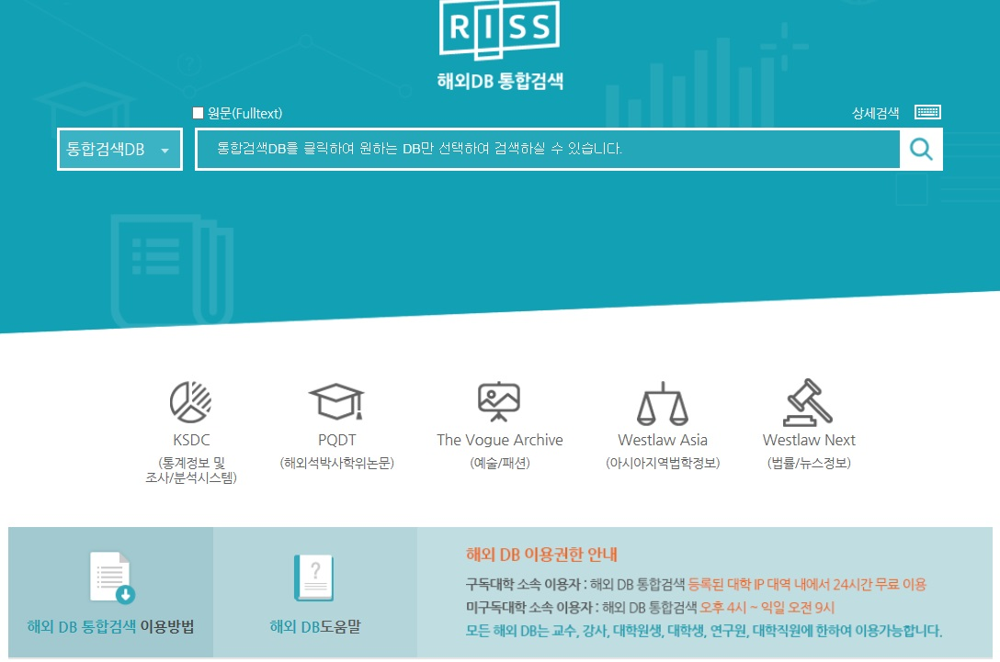 RISS
해외DB 통합검색
원문(Fulltext)
상세검색
통합검색DB
통합검색DB를 클릭하여 원하는 DB만 선택하여 검색하실 수 있습니다.
KSDC
(통계정보 및
조사/분석시스템)
PQDT
(해외석박사학위논문)
The Vogue Archive
(예술/패션)
Westlaw Asia
(아시아지역법학정보)
Westlaw Next
(법률/뉴스정보)
해외 DB 통합검색 이용방법
해외 DB도움말
해외 DB 이용권한 안내
구독대학 소속 이용자 : 해외 DB 통합검색 등록된 대학 IP 대역 내에서 24시간 무료 이용
미구독대학 소속 이용자 : 해외 DB 통합검색 오후 4시 ~ 익일 오전 9시
모든 해외 DB는 교수, 강사, 대학원생, 대학생, 연구원, 대학직원에 한하여 이용가능합니다.